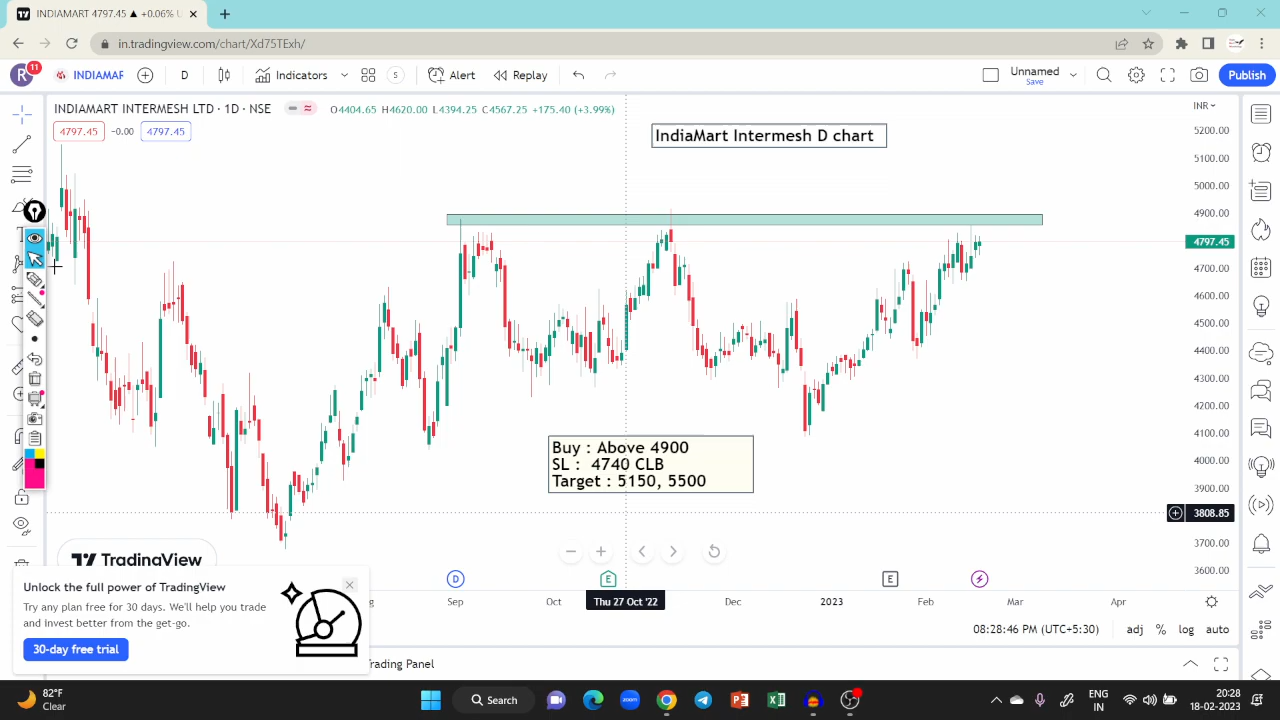 INDIAMART 4797.45 ▲ +0.06%
in.tradingview.com/chart/Xd75TExh/
R 11 INDIAMAR D Indicators S Alert Replay Unnamed Save Publish
INDIAMART INTERMESH LTD · 1D · NSE O4404.65 H4620.00 L4394.25 C4567.25 +175.40 (+3.99%) INR
4797.45 -0.00 4797.45
IndiaMart Intermesh D chart
5200.00
5100.00
5000.00
4900.00
4797.45
4700.00
4600.00
4500.00
4400.00
4300.00
4200.00
4100.00
4000.00
3900.00
3808.85
3700.00
3600.00
Buy : Above 4900
SL : 4740 CLB
Target : 5150, 5500
TradingView
D E E
Sep Oct Thu 27 Oct '22 Dec 2023 Feb Mar Apr
Unlock the full power of TradingView
Try any plan free for 30 days. We'll help you trade
and invest better from the get-go.
30-day free trial
08:28:46 PM (UTC+5:30) adj % log auto
Trading Panel
82°F
Clear
Search
zoom
ENG
IN
20:28
18-02-2023